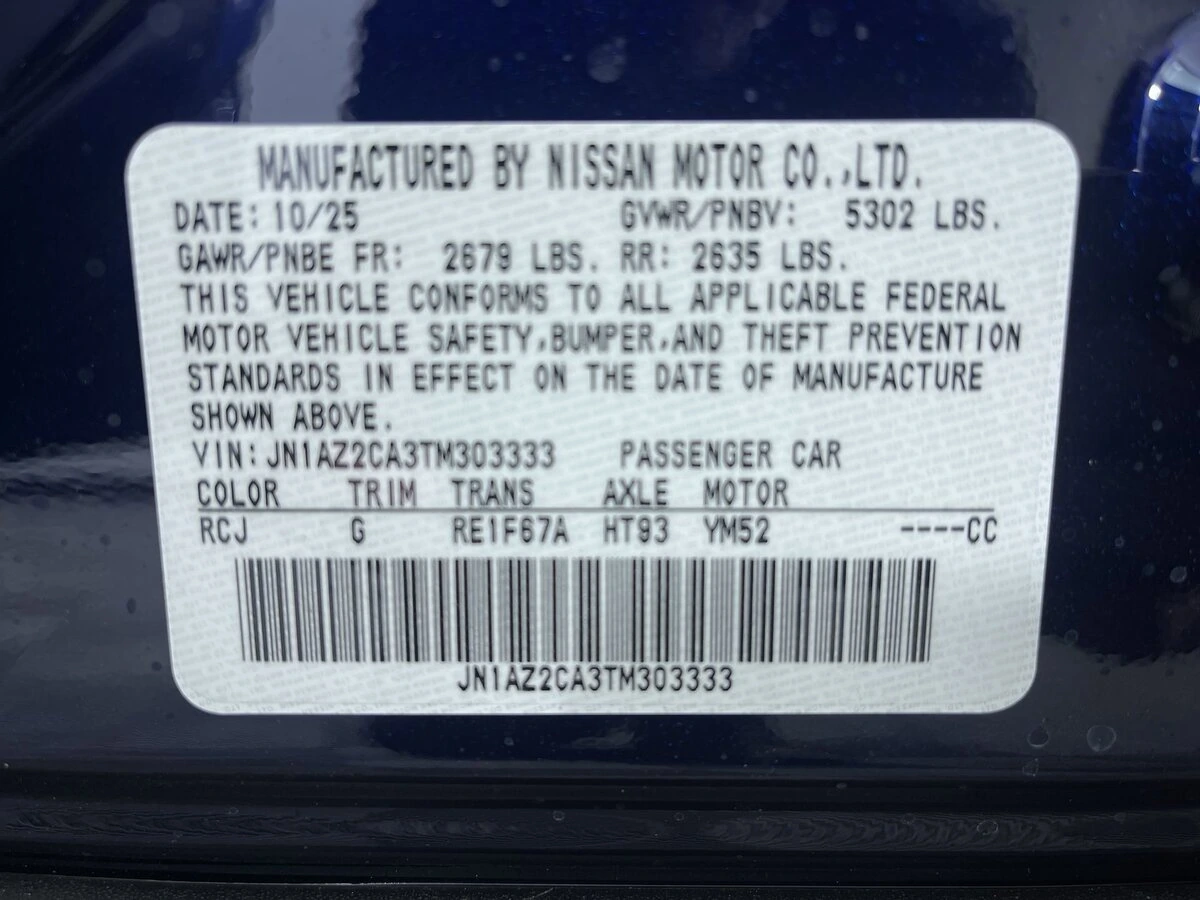 MANUFACTURED BY NISSAN MOTOR CO.,LTD.
DATE: 10/25 GVWR/PNBV: 5302 LBS.
GAWR/PNBE FR: 2679 LBS. RR: 2635 LBS.
THIS VEHICLE CONFORMS TO ALL APPLICABLE FEDERAL
MOTOR VEHICLE SAFETY,BUMPER,AND THEFT PREVENTION
STANDARDS IN EFFECT ON THE DATE OF MANUFACTURE
SHOWN ABOVE.
VIN:JN1AZ2CA3TM303333 PASSENGER CAR
COLOR TRIM TRANS AXLE MOTOR
RCJ G RE1F67A HT93 YM52 ----CC
JN1AZ2CA3TM303333